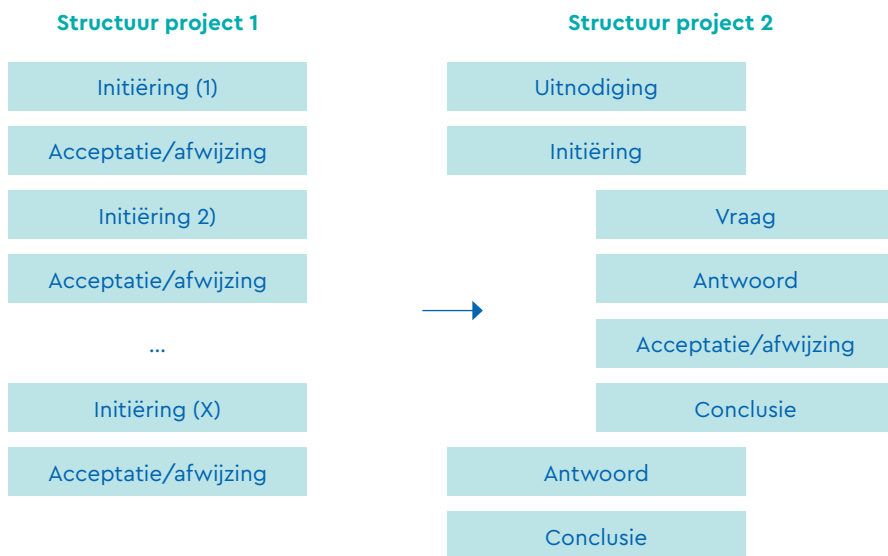 Structuur project 1
Initiëring (1)
Acceptatie/afwijzing
Initiëring 2)
Acceptatie/afwijzing
...
Initiëring (X)
Acceptatie/afwijzing
Structuur project 2
Uitnodiging
Initiëring
Vraag
Antwoord
Acceptatie/afwijzing
Conclusie
Antwoord
Conclusie